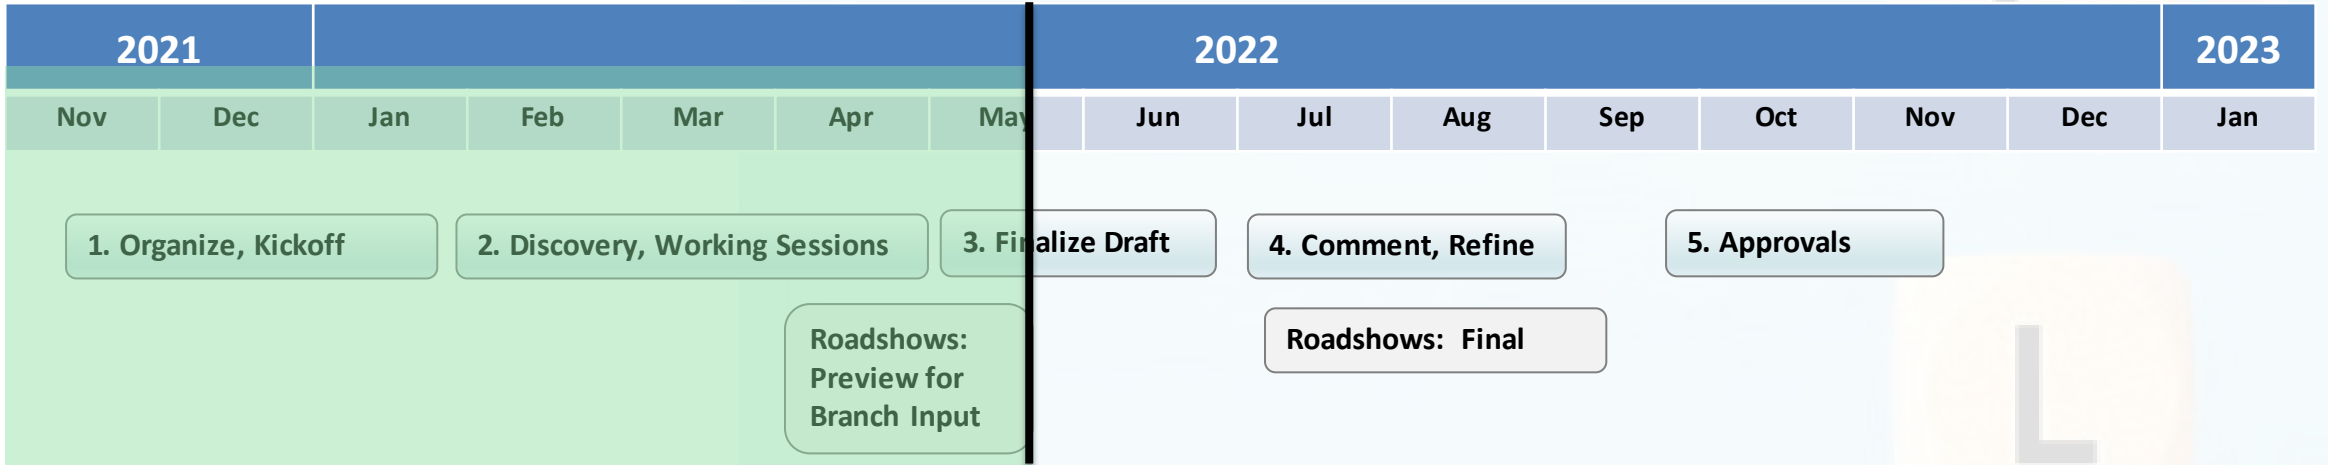 2021 2022 2023
Nov Dec Jan Feb Mar Apr May Jun Jul Aug Sep Oct Nov Dec Jan
1. Organize, Kickoff
2. Discovery, Working Sessions
3. Finalize Draft
4. Comment, Refine
5. Approvals
Roadshows:
Preview for
Branch Input
Roadshows: Final
L